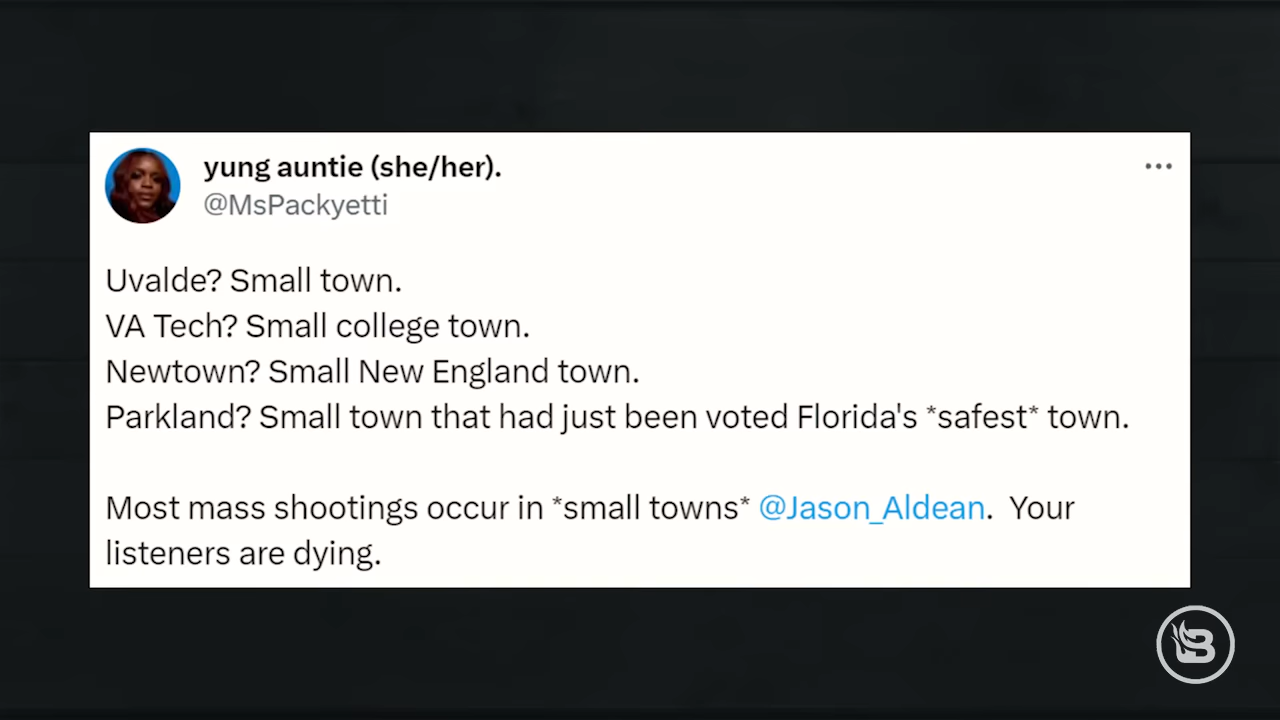 yung auntie (she/her).
@MsPackyetti
Uvalde? Small town.
VA Tech? Small college town.
Newtown? Small New England town.
Parkland? Small town that had just been voted Florida's *safest* town.
Most mass shootings occur in *small towns* @Jason_Aldean.  Your
listeners are dying.
B